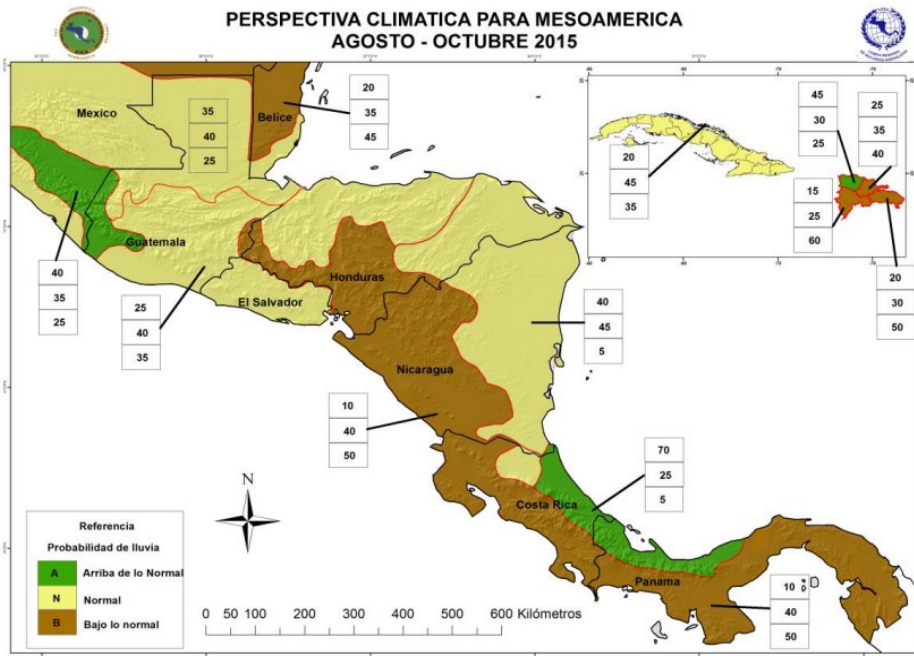 PERSPECTIVA CLIMATICA PARA MESOAMERICA
AGOSTO - OCTUBRE 2015
Mexico
35
40
25
Belice
20
35
45
45
30
25
25
35
40
20
45
35
15
25
60
20
30
50
Guatemala
40
35
25
25
40
35
Honduras
El Salvador
40
45
5
Nicaragua
10
40
50
N
70
25
5
Costa Rica
Panama
10
40
50
Referencia
Probabilidad de lluvia
A Arriba de lo Normal
N Normal
B Bajo lo normal
0 50 100 200 300 400 500 600 Kilómetros